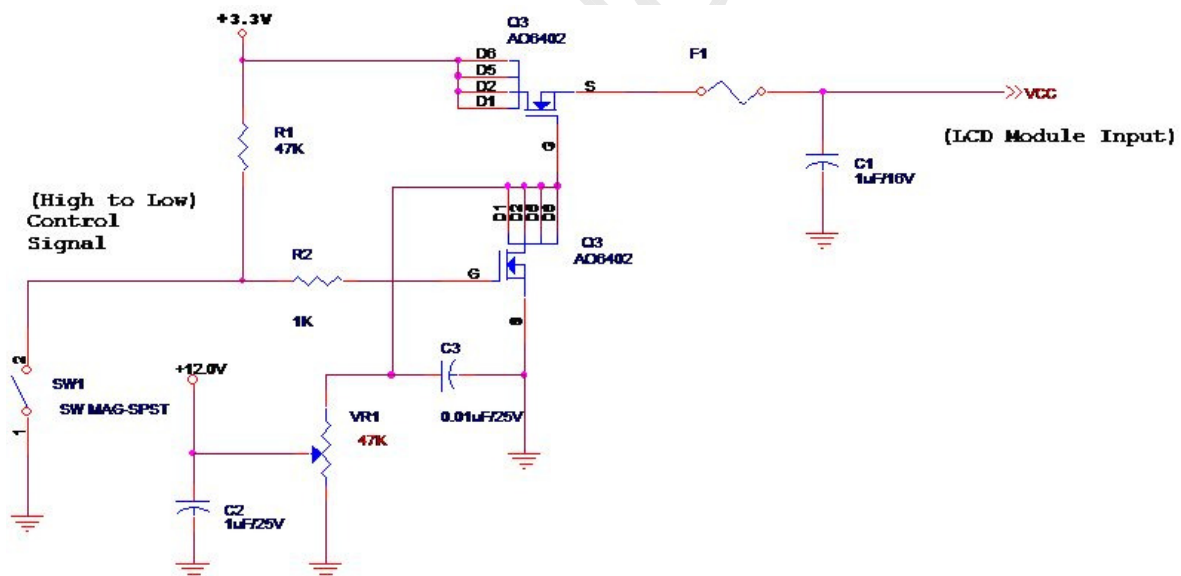 +3.3V
Q3
AO6402
F1
D6
D5
D2
D1
S
VCC
(LCD Module Input)
R1
47K
G
C1
1uF/16V
(High to Low)
Control
Signal
D1
D2
Q3
AO6402
R2
G
1K
C3
2
+12.0V
SW1
SW MAG-SPST
VR1
47K
0.01uF/25V
1
C2
1uF/25V